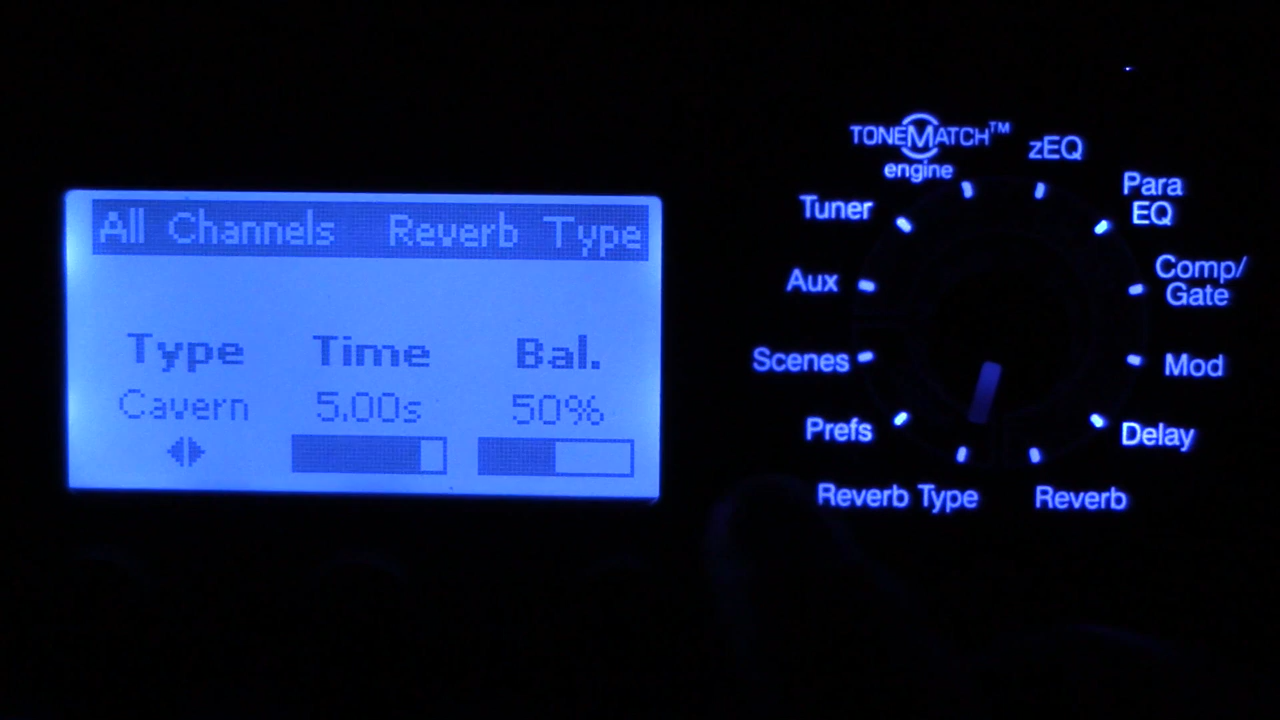 All Channels Reverb Type
Type Time Bal.
Cavern 5.00s 50%
TONEMATCH™
engine
zEQ
Para
EQ
Comp/
Gate
Mod
Delay
Reverb
Reverb Type
Prefs
Scenes
Aux
Tuner